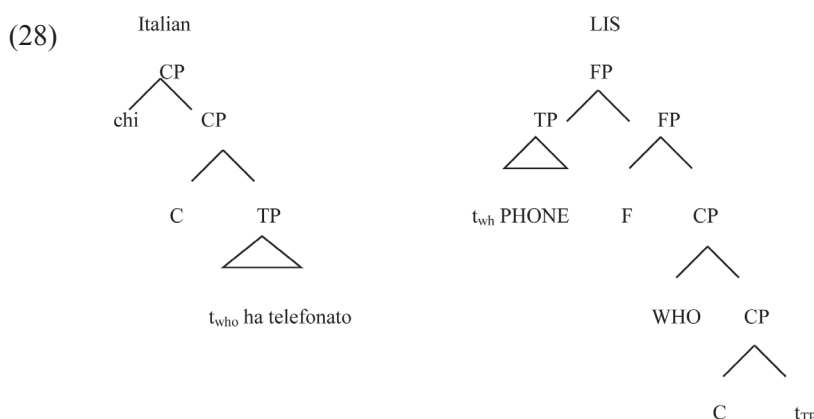 (28)
Italian LIS
CP FP
chi CP TP FP
C TP t_wh PHONE F CP
t_who ha telefonato WHO CP
C t_TP